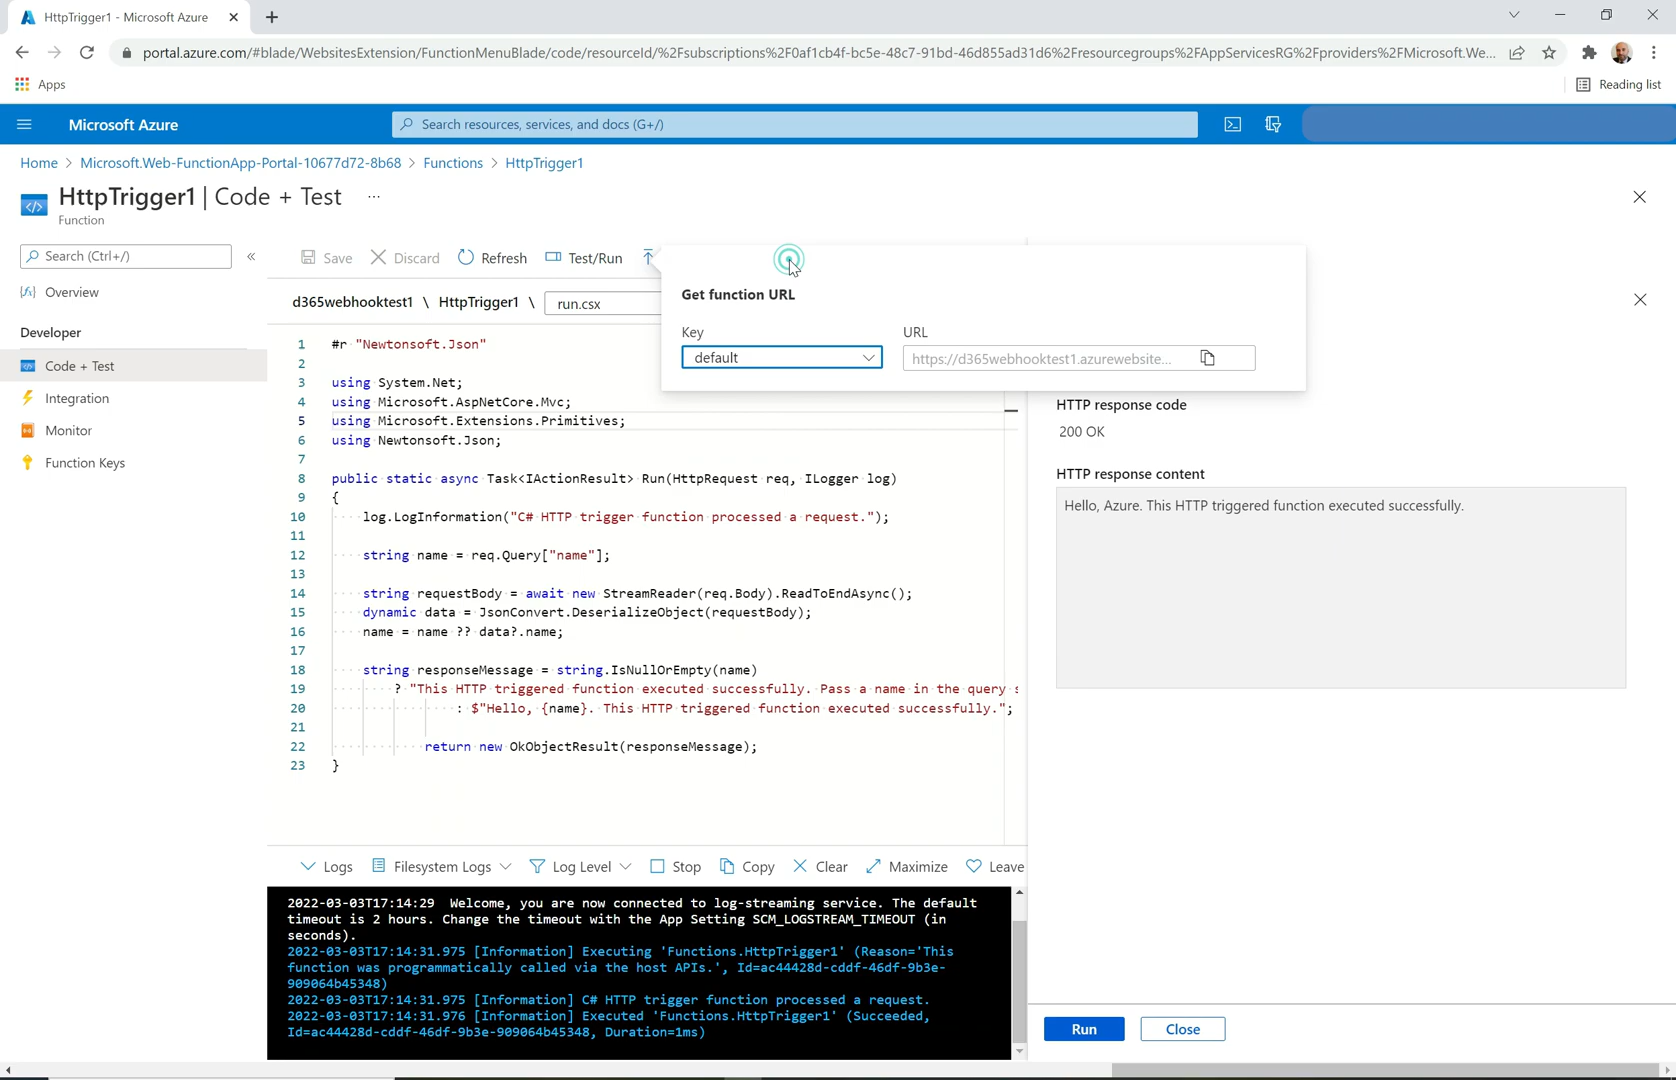 HttpTrigger1 - Microsoft Azure
portal.azure.com/#blade/WebsitesExtension/FunctionMenuBlade/code/resourceId/%2Fsubscriptions%2F0af1cb4f-bc5e-48c7-91bd-46d855ad31d6%2Fresourcegroups%2FAppServicesRG%2Fproviders%2FMicrosoft.We...
Apps
Reading list
Microsoft Azure
Search resources, services, and docs (G+/)
Home > Microsoft.Web-FunctionApp-Portal-10677d72-8b68 > Functions > HttpTrigger1
HttpTrigger1 | Code + Test ...
Function
Search (Ctrl+/)
«
Overview
Developer
Code + Test
Integration
Monitor
Function Keys
Save Discard Refresh Test/Run
d365webhooktest1 \ HttpTrigger1 \ run.csx
Get function URL
Key
default
URL
https://d365webhooktest1.azurewebsite...
1 #r "Newtonsoft.Json"
2
3 using System.Net;
4 using Microsoft.AspNetCore.Mvc;
5 using Microsoft.Extensions.Primitives;
6 using Newtonsoft.Json;
7
8 public static async Task<IActionResult> Run(HttpRequest req, ILogger log)
9 {
10 log.LogInformation("C# HTTP trigger function processed a request.");
11
12 string name = req.Query["name"];
13
14 string requestBody = await new StreamReader(req.Body).ReadToEndAsync();
15 dynamic data = JsonConvert.DeserializeObject(requestBody);
16 name = name ?? data?.name;
17
18 string responseMessage = string.IsNullOrEmpty(name)
19 ? "This HTTP triggered function executed successfully. Pass a name in the query s
20 : $"Hello, {name}. This HTTP triggered function executed successfully.";
21
22 return new OkObjectResult(responseMessage);
23 }
HTTP response code
200 OK
HTTP response content
Hello, Azure. This HTTP triggered function executed successfully.
Logs Filesystem Logs Log Level Stop Copy Clear Maximize Leave
2022-03-03T17:14:29 Welcome, you are now connected to log-streaming service. The default
timeout is 2 hours. Change the timeout with the App Setting SCM_LOGSTREAM_TIMEOUT (in
seconds).
2022-03-03T17:14:31.975 [Information] Executing 'Functions.HttpTrigger1' (Reason='This
function was programmatically called via the host APIs.', Id=ac44428d-cddf-46df-9b3e-
909064b45348)
2022-03-03T17:14:31.975 [Information] C# HTTP trigger function processed a request.
2022-03-03T17:14:31.976 [Information] Executed 'Functions.HttpTrigger1' (Succeeded,
Id=ac44428d-cddf-46df-9b3e-909064b45348, Duration=1ms)
Run
Close